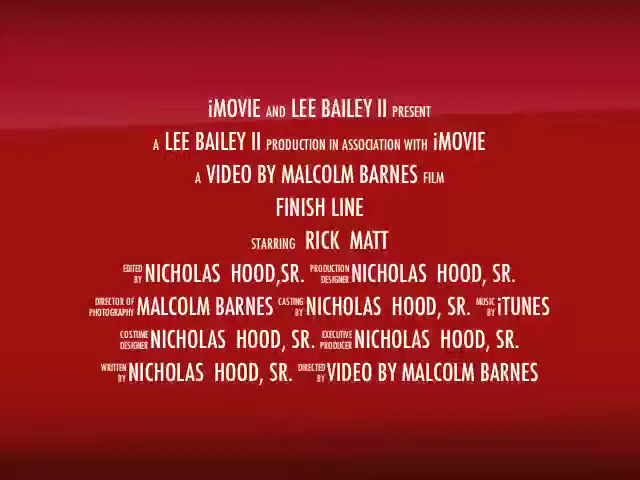 iMOVIE AND LEE BAILEY II PRESENT
A LEE BAILEY II PRODUCTION IN ASSOCIATION WITH iMOVIE
A VIDEO BY MALCOLM BARNES FILM
FINISH LINE
STARRING RICK MATT
EDITED BY NICHOLAS HOOD,SR. PRODUCTION DESIGNER NICHOLAS HOOD, SR.
DIRECTOR OF PHOTOGRAPHY MALCOLM BARNES CASTING BY NICHOLAS HOOD, SR. MUSIC BY iTUNES
COSTUME DESIGNER NICHOLAS HOOD, SR. EXECUTIVE PRODUCER NICHOLAS HOOD, SR.
WRITTEN BY NICHOLAS HOOD, SR. DIRECTED BY VIDEO BY MALCOLM BARNES